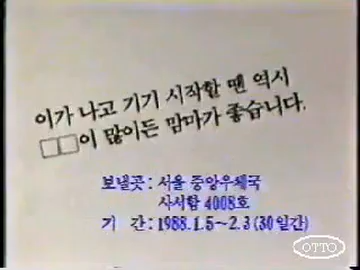 이가 나고 기기 시작할 땐 역시
□□이 많이든 맘마가 좋습니다.
보낼곳: 서울 중앙우체국
사서함 4008호
기 간: 1988.1.5~2.3(30일간)
OTTO